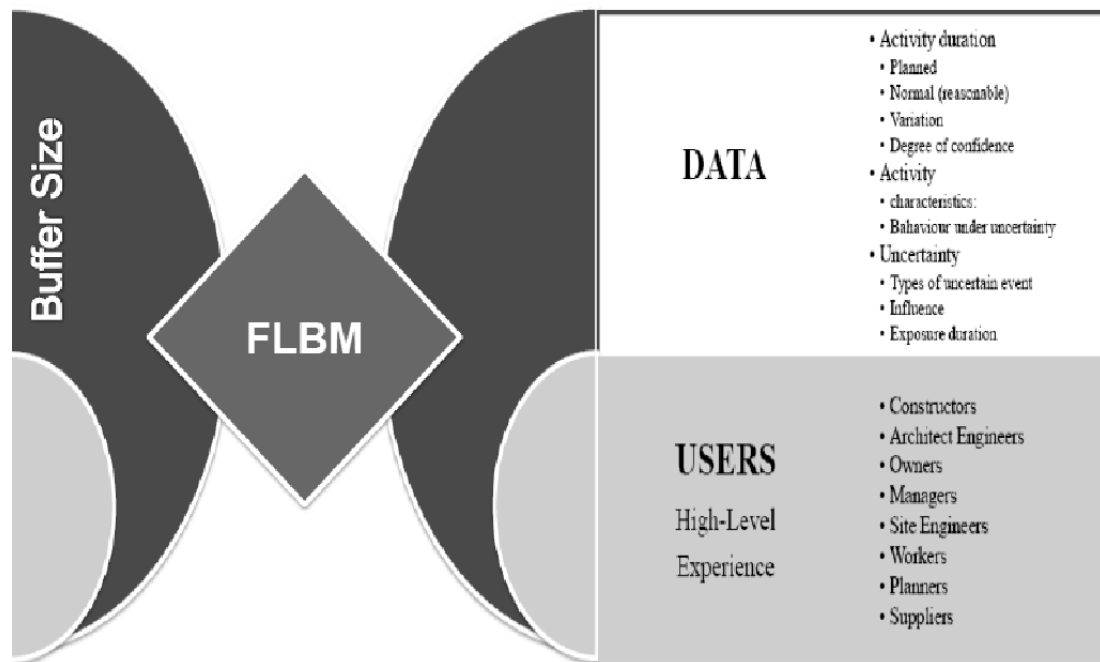 Buffer Size
FLBM
DATA
• Activity duration
• Planned
• Normal (reasonable)
• Variation
• Degree of confidence
• Activity
• characteristics:
• Bahaviour under uncertainty
• Uncertainty
• Types of uncertain event
• Influence
• Exposure duration
USERS
High-Level
Experience
• Constructors
• Architect Engineers
• Owners
• Managers
• Site Engineers
• Workers
• Planners
• Suppliers